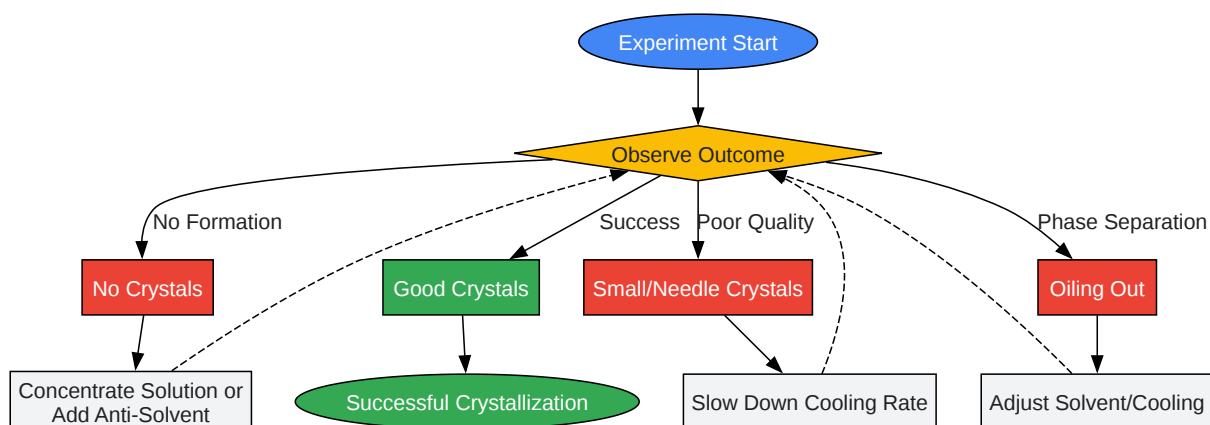 Experiment Start
Observe Outcome
No Formation
Success
Poor Quality
Phase Separation
No Crystals
Good Crystals
Small/Needle Crystals
Oiling Out
Concentrate Solution or
Add Anti-Solvent
Successful Crystallization
Slow Down Cooling Rate
Adjust Solvent/Cooling